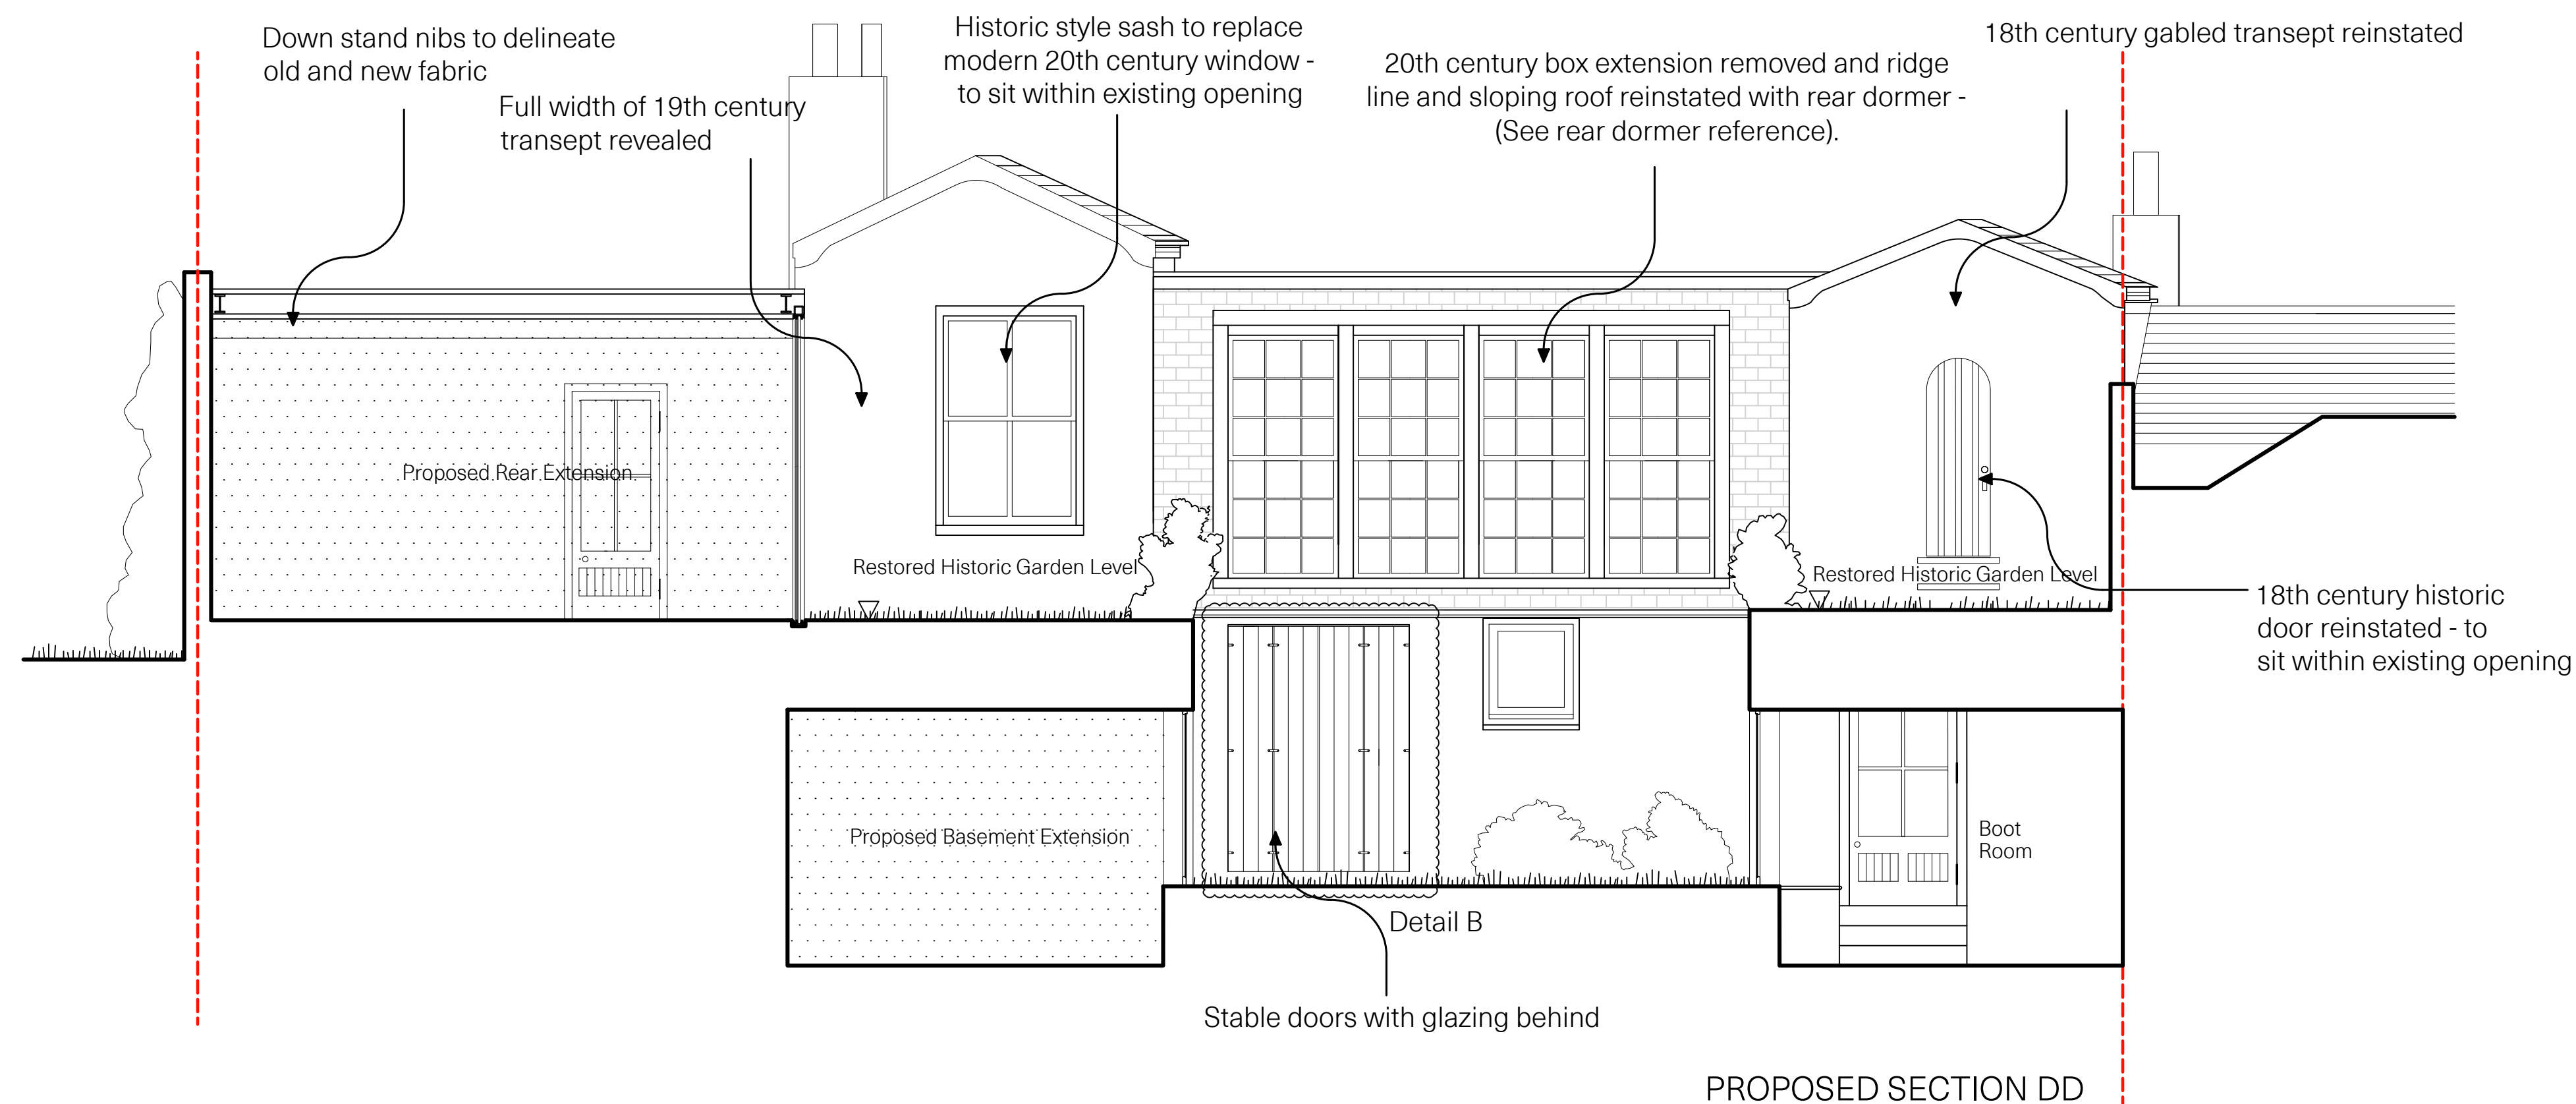 Down stand nibs to delineate
old and new fabric
Full width of 19th century
transept revealed
Historic style sash to replace
modern 20th century window -
to sit within existing opening
20th century box extension removed and ridge
line and sloping roof reinstated with rear dormer -
(See rear dormer reference).
18th century gabled transept reinstated
Proposed Rear Extension
Restored Historic Garden Level
Restored Historic Garden Level
18th century historic
door reinstated - to
sit within existing opening
Proposed Basement Extension
Boot
Room
Detail B
Stable doors with glazing behind
PROPOSED SECTION DD